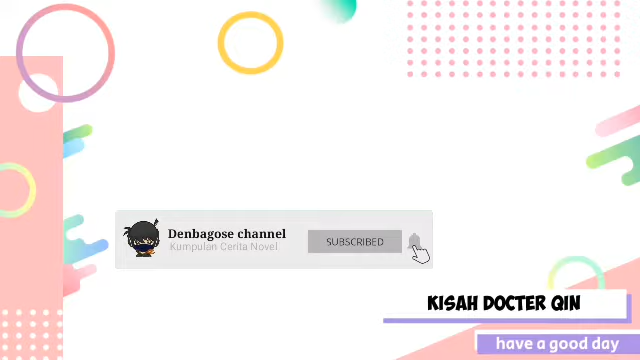 Denbagose channel
Kumpulan Cerita Novel
SUBSCRIBED
KISAH DOCTER QIN
have a good day